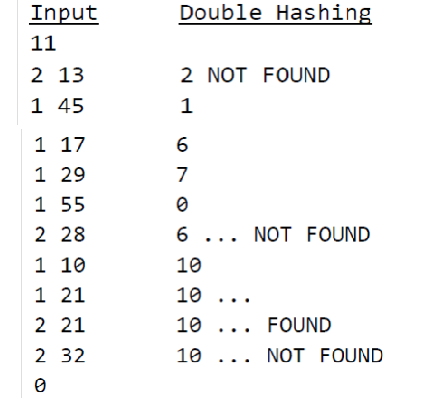 Input Double Hashing
11
2 13 2 NOT FOUND
1 45 1
1 17 6
1 29 7
1 55 0
2 28 6 ... NOT FOUND
1 10 10
1 21 10 ...
2 21 10 ... FOUND
2 32 10 ... NOT FOUND
0